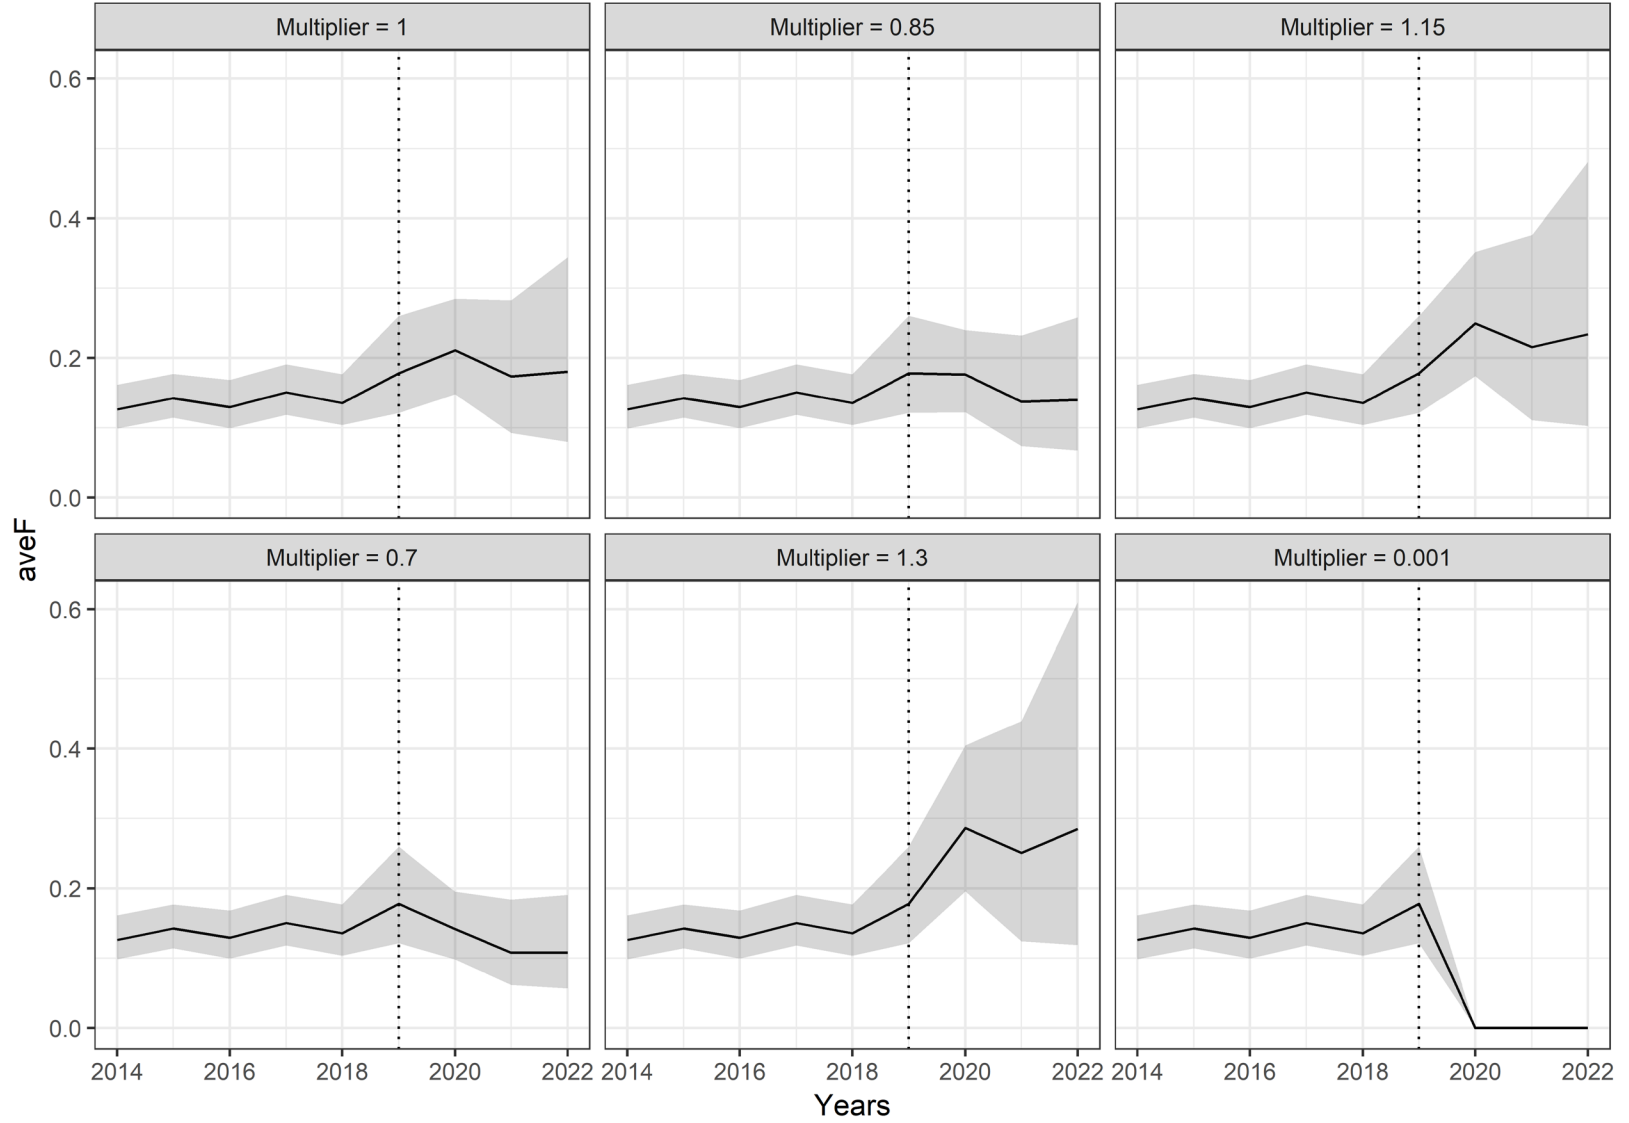 Multiplier = 1
Multiplier = 0.85
Multiplier = 1.15
0.6
0.4
0.2
0.0
aveF
Multiplier = 0.7
Multiplier = 1.3
Multiplier = 0.001
0.6
0.4
0.2
0.0
2014 2016 2018 2020 2022 2014 2016 2018 2020 2022 2014 2016 2018 2020 2022
Years